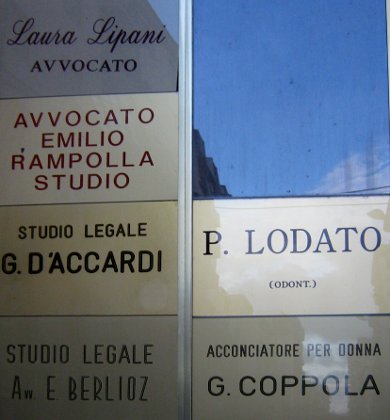 Laura Lipani
AVVOCATO
AVVOCATO
EMILIO
RAMPOLLA
STUDIO
STUDIO LEGALE
G. D'ACCARDI
STUDIO LEGALE
Avv. E BERLIOZ
P. LODATO
(ODONT.)
ACCONCIATORE PER DONNA
G. COPPOLA